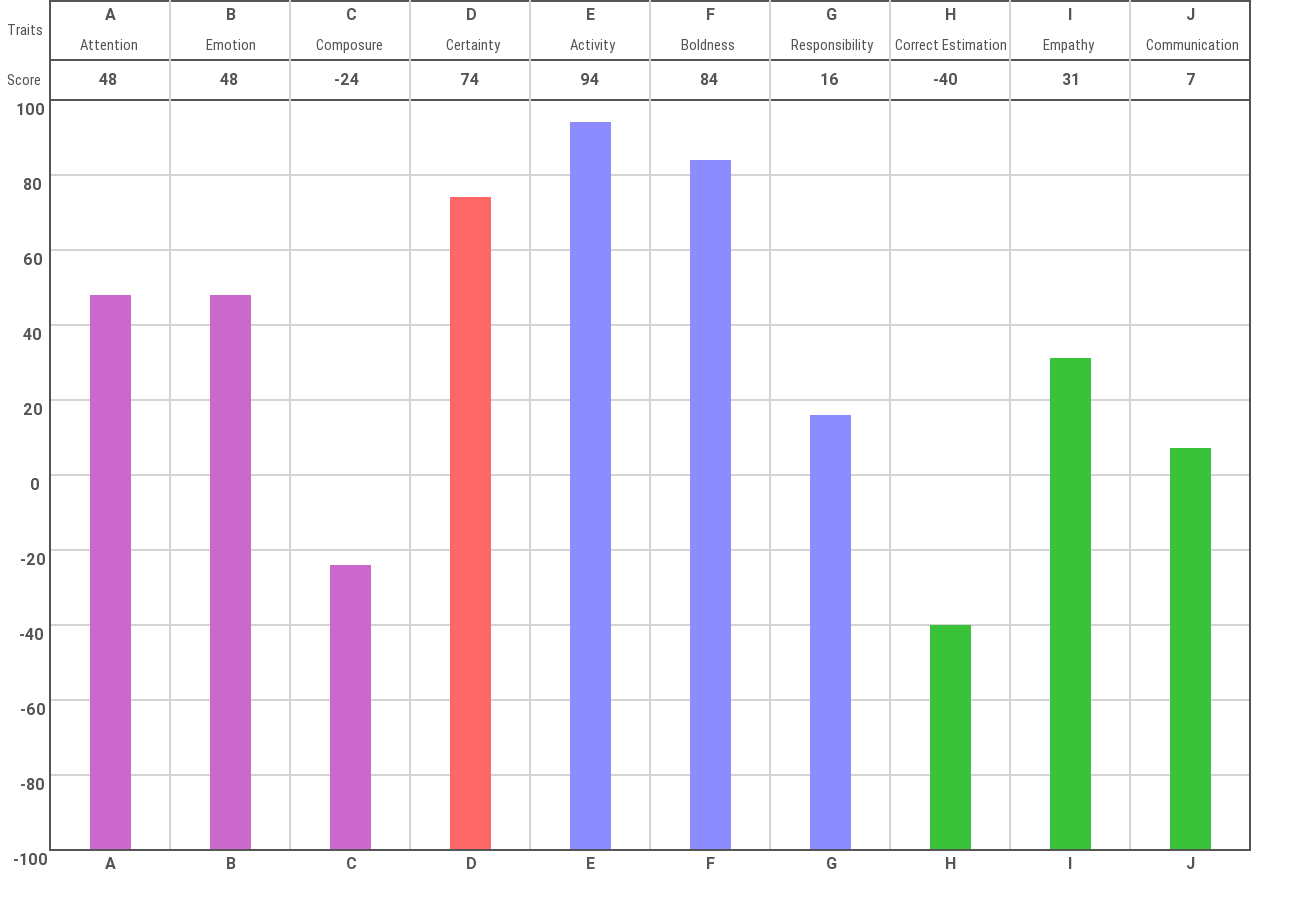 A B C D E F G H I J
Traits
Attention Emotion Composure Certainty Activity Boldness Responsibility Correct Estimation Empathy Communication
Score 48 48 -24 74 94 84 16 -40 31 7
100
80
60
40
20
0
-20
-40
-60
-80
-100
A B C D E F G H I J